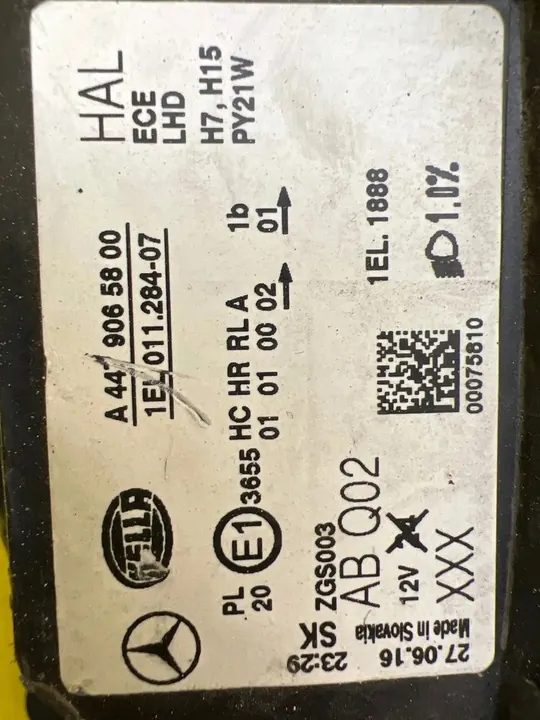 HELLA
A 447 906 58 00
1EL 011.284-07
HAL
ECE
LHD
H7, H15
PY21W
PL
20
E1
3655
HC HR RL A 1b
01 01 00 02 01
SK
23:29
ZGS003
AB Q02
12V
XXX
27.06.16
Made in Slovakia
00075810
1EL.1888
1.0%